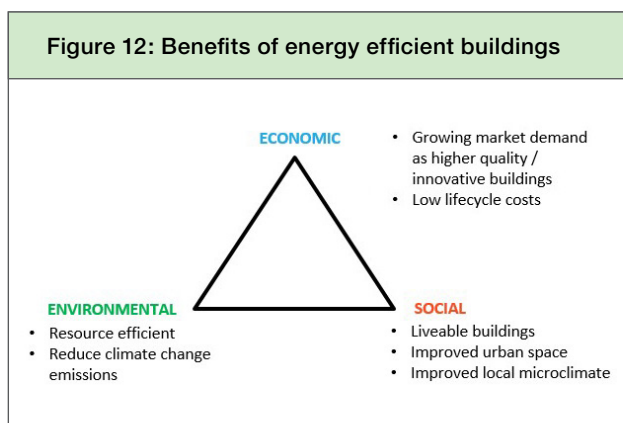 Figure 12: Benefits of energy efficient buildings
ECONOMIC
• Growing market demand
as higher quality /
innovative buildings
• Low lifecycle costs
ENVIRONMENTAL
• Resource efficient
• Reduce climate change
emissions
SOCIAL
• Liveable buildings
• Improved urban space
• Improved local microclimate